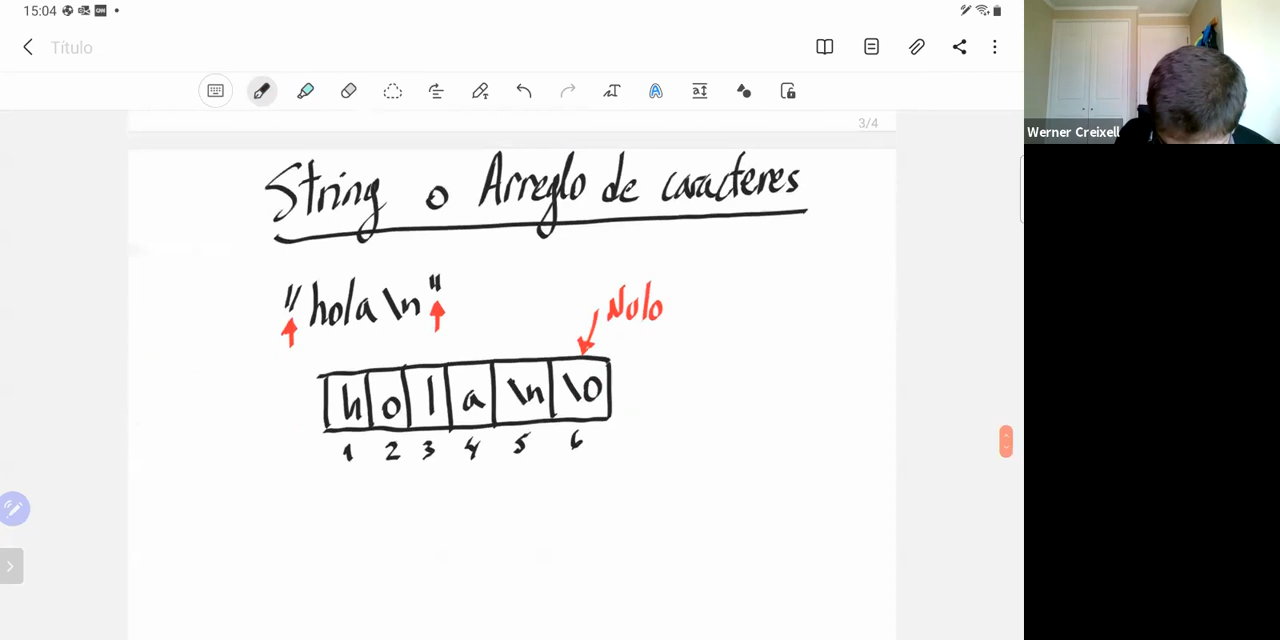 15:04
Título
3/4
String o Arreglo de caracteres
"hola\n"
Nulo
h o l a \n \0
1 2 3 4 5 6
Werner Creixell